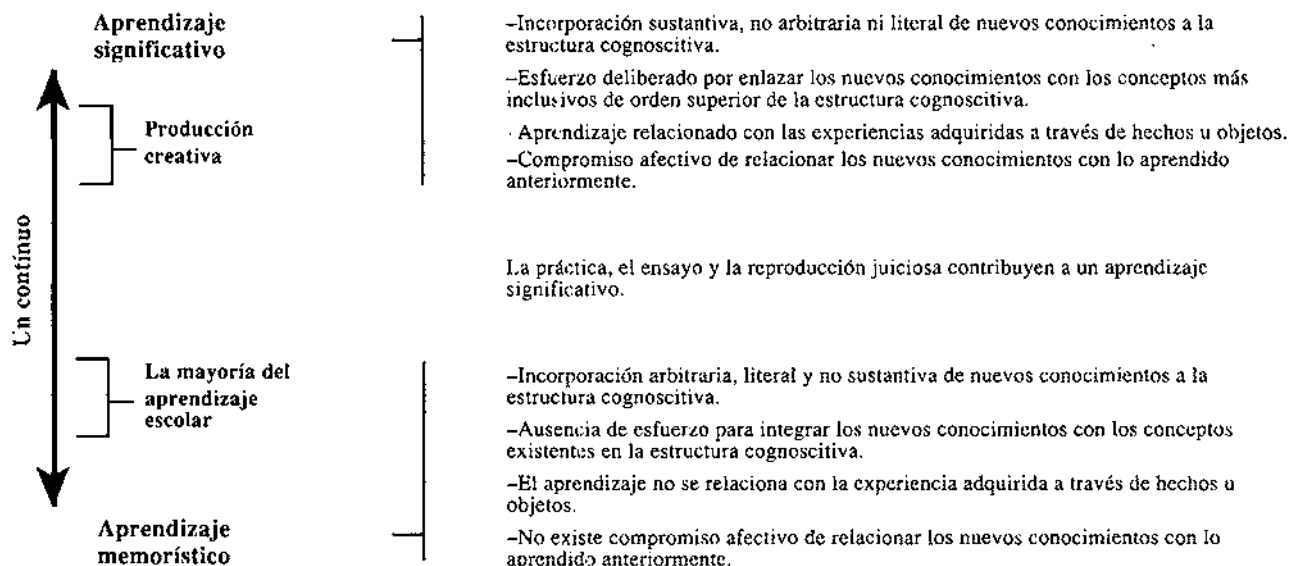 Aprendizaje
significativo
–Incorporación sustantiva, no arbitraria ni literal de nuevos conocimientos a la
estructura cognoscitiva.
–Esfuerzo deliberado por enlazar los nuevos conocimientos con los conceptos más
inclusivos de orden superior de la estructura cognoscitiva.
· Aprendizaje relacionado con las experiencias adquiridas a través de hechos u objetos.
–Compromiso afectivo de relacionar los nuevos conocimientos con lo aprendido
anteriormente.
Producción
creativa
Un contínuo
La práctica, el ensayo y la reproducción juiciosa contribuyen a un aprendizaje
significativo.
La mayoría del
aprendizaje
escolar
–Incorporación arbitraria, literal y no sustantiva de nuevos conocimientos a la
estructura cognoscitiva.
–Ausencia de esfuerzo para integrar los nuevos conocimientos con los conceptos
existentes en la estructura cognoscitiva.
–El aprendizaje no se relaciona con la experiencia adquirida a través de hechos u
objetos.
–No existe compromiso afectivo de relacionar los nuevos conocimientos con lo
aprendido anteriormente.
Aprendizaje
memorístico